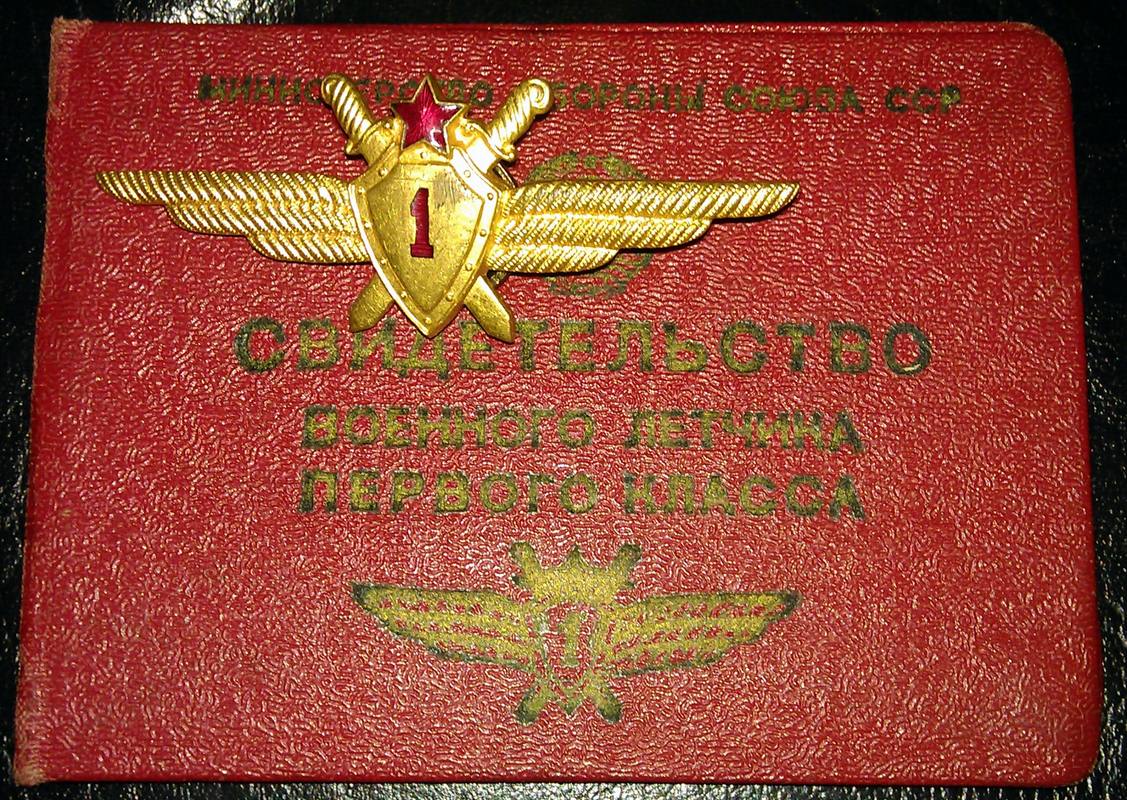 1
МИНИСТЕРСТВО ОБОРОНЫ СОЮЗА ССР
СВИДЕТЕЛЬСТВО
ВОЕННОГО ЛЕТЧИКА
ПЕРВОГО КЛАССА
1